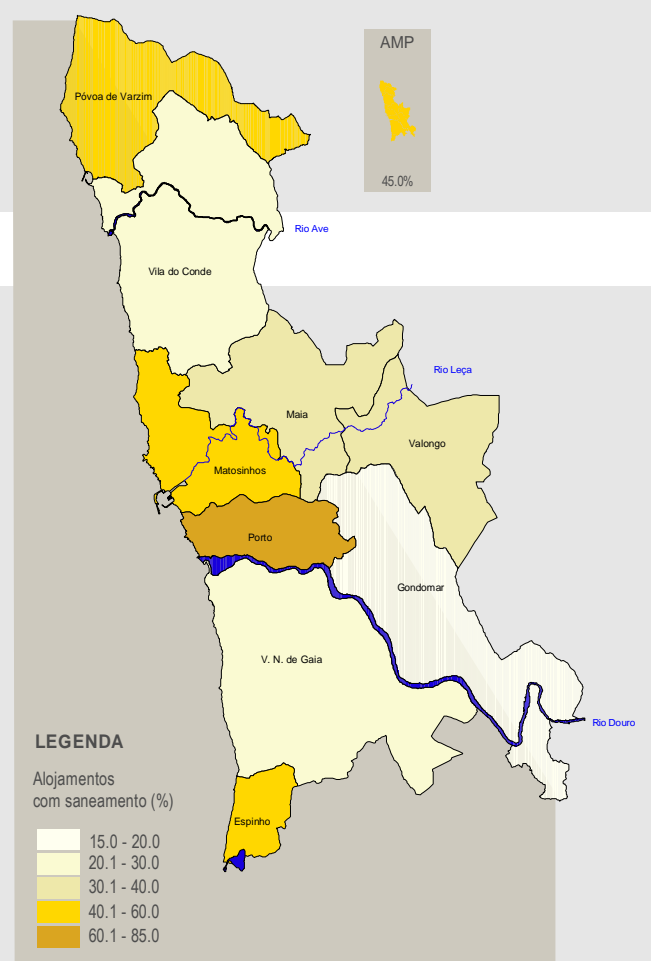 AMP
Póvoa de Varzim
45.0%
Rio Ave
Vila do Conde
Rio Leça
Maia
Valongo
Matosinhos
Porto
Gondomar
V. N. de Gaia
Rio Douro
LEGENDA
Alojamentos
com saneamento (%)
Espinho
15.0 - 20.0
20.1 - 30.0
30.1 - 40.0
40.1 - 60.0
60.1 - 85.0